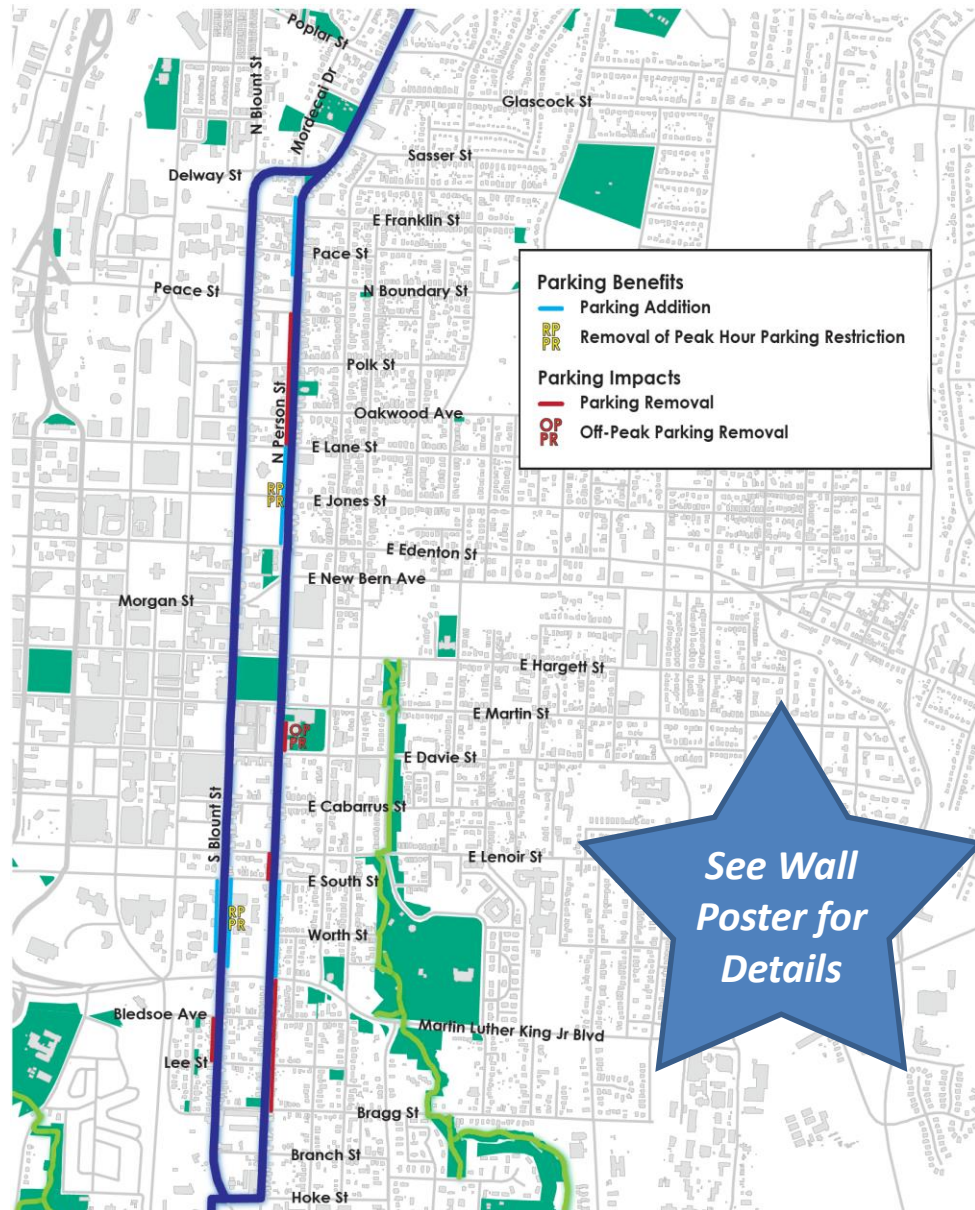 Poplar St
N Blount St
Mordecai Dr
Glascock St
Sasser St
Delway St
E Franklin St
Pace St
Peace St
N Boundary St
Parking Benefits
Parking Addition
RP
PR
Removal of Peak Hour Parking Restriction
Parking Impacts
Parking Removal
OP
PR
Off-Peak Parking Removal
Polk St
N Person St
Oakwood Ave
E Lane St
RP
PR
E Jones St
E Edenton St
E New Bern Ave
Morgan St
E Hargett St
E Martin St
OP
PR
E Davie St
E Cabarrus St
S Blount St
E Lenoir St
E South St
RP
PR
Worth St
See Wall
Poster for
Details
Bledsoe Ave
Martin Luther King Jr Blvd
Lee St
Bragg St
Branch St
Hoke St